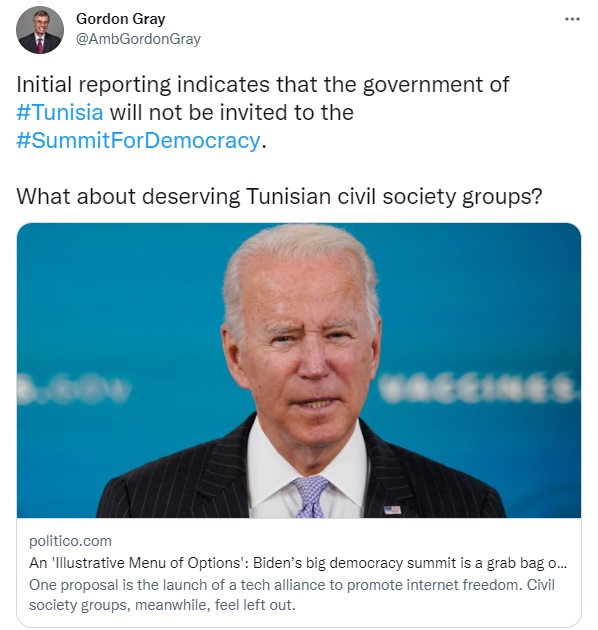 Gordon Gray
@AmbGordonGray
Initial reporting indicates that the government of
#Tunisia will not be invited to the
#SummitForDemocracy.
What about deserving Tunisian civil society groups?
.GOV
VACCINES.
politico.com
An 'Illustrative Menu of Options': Biden’s big democracy summit is a grab bag o...
One proposal is the launch of a tech alliance to promote internet freedom. Civil
society groups, meanwhile, feel left out.